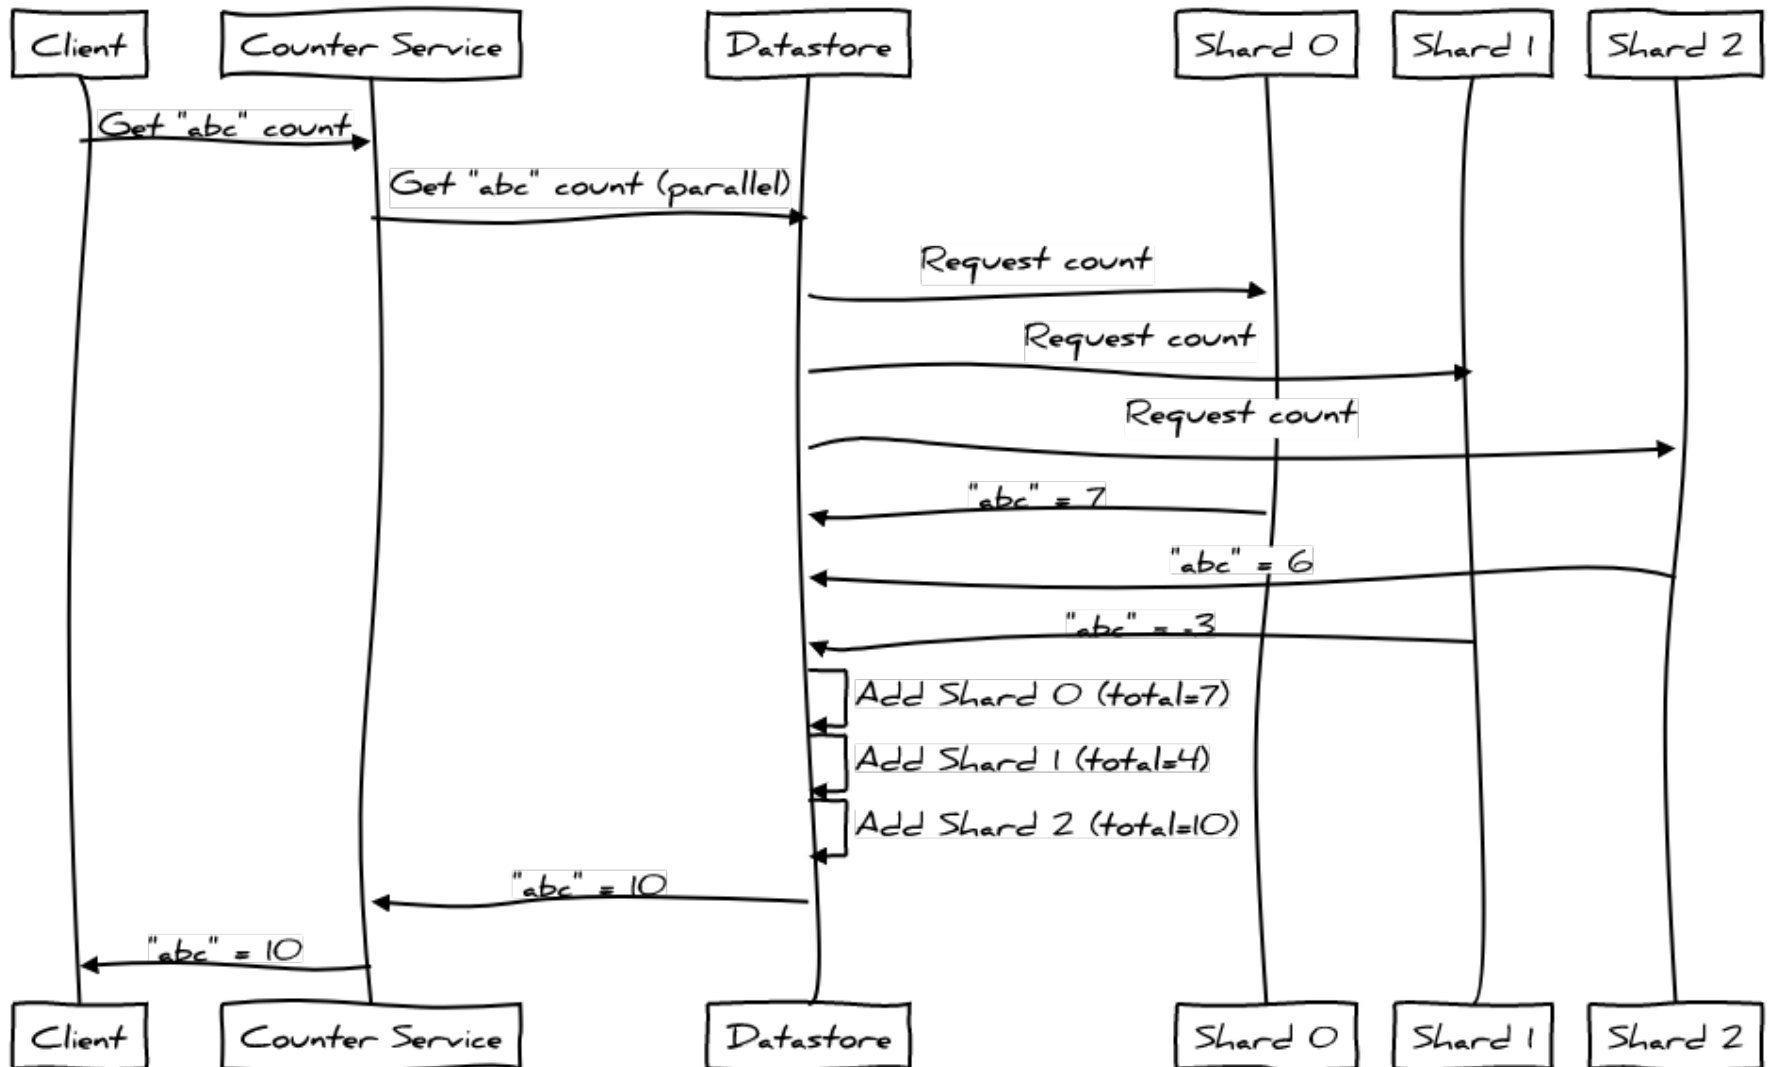 Client
Counter Service
Datastore
Shard 0
Shard 1
Shard 2
Get "abc" count
Get "abc" count (parallel)
Request count
Request count
Request count
"abc" = 7
"abc" = 6
"abc" = -3
Add Shard 0 (total=7)
Add Shard 1 (total=4)
Add Shard 2 (total=10)
"abc" = 10
"abc" = 10
Client
Counter Service
Datastore
Shard 0
Shard 1
Shard 2